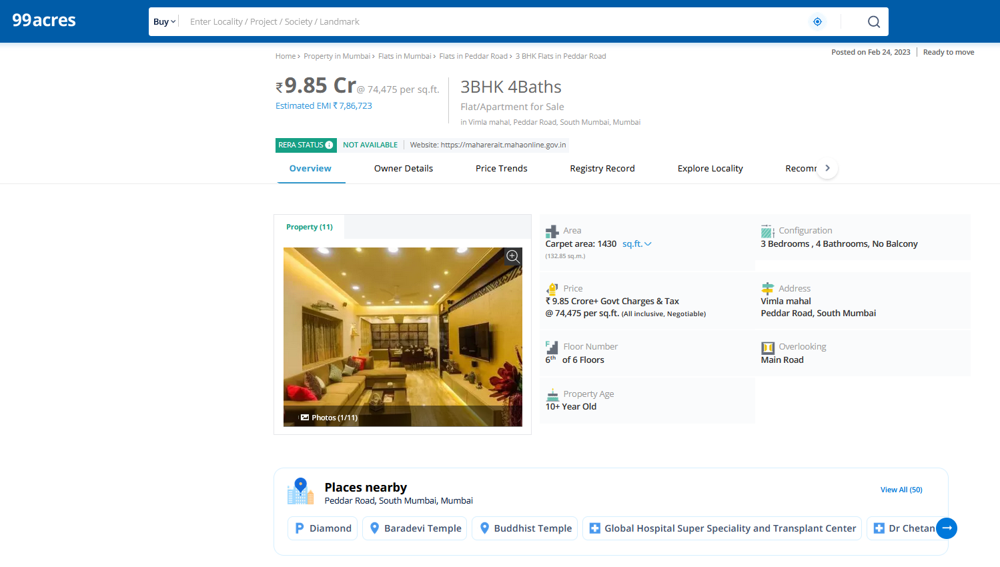 99acres
Buy Enter Locality / Project / Society / Landmark
Home › Property in Mumbai › Flats in Mumbai › Flats in Peddar Road › 3 BHK Flats in Peddar Road
Posted on Feb 24, 2023 Ready to move
₹9.85 Cr @ 74,475 per sq.ft.
Estimated EMI ₹ 7,86,723
3BHK 4Baths
Flat/Apartment for Sale
in Vimla mahal, Peddar Road, South Mumbai, Mumbai
RERA STATUS NOT AVAILABLE Website: https://maharerait.mahaonline.gov.in
Overview Owner Details Price Trends Registry Record Explore Locality Recomm
Property (11)
Photos (1/11)
Area
Carpet area: 1430 sq.ft.
(132.85 sq.m.)
Configuration
3 Bedrooms , 4 Bathrooms, No Balcony
Price
₹ 9.85 Crore+ Govt Charges & Tax
@ 74,475 per sq.ft. (All inclusive, Negotiable)
Address
Vimla mahal
Peddar Road, South Mumbai
Floor Number
6th of 6 Floors
Overlooking
Main Road
Property Age
10+ Year Old
Places nearby
Peddar Road, South Mumbai, Mumbai
View All (50)
Diamond Baradevi Temple Buddhist Temple Global Hospital Super Speciality and Transplant Center Dr Chetan